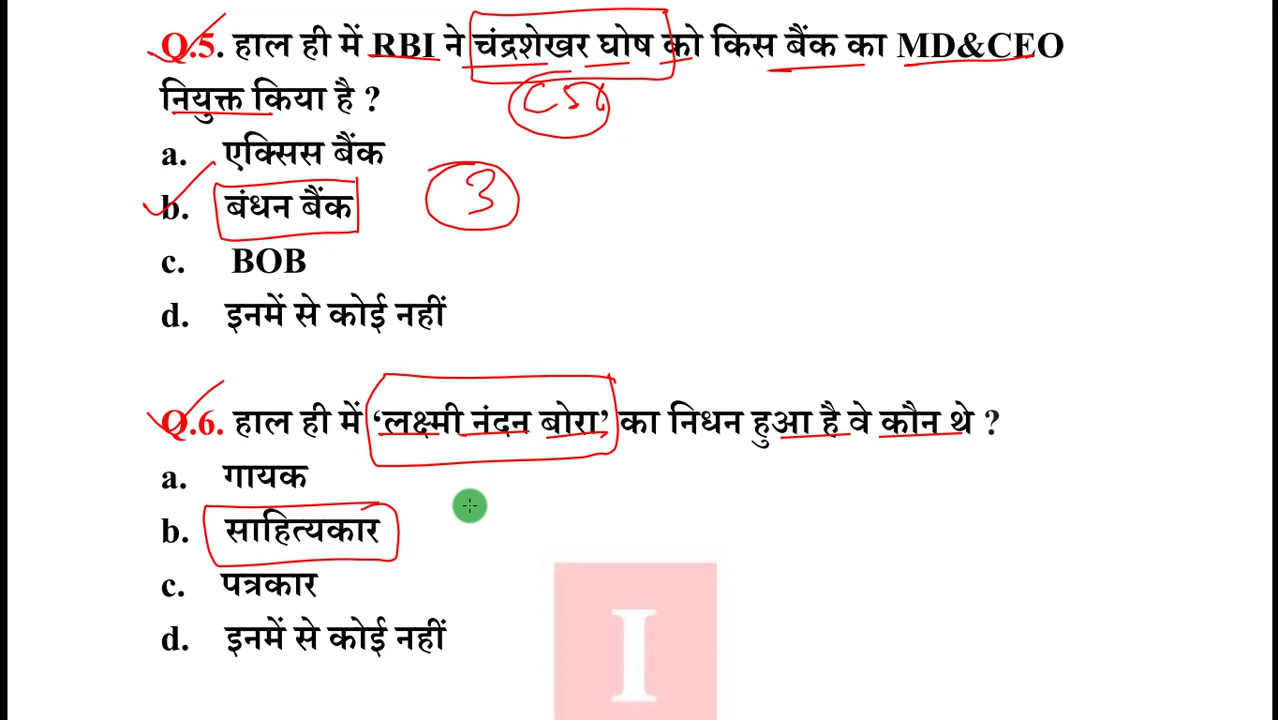 Q.5. हाल ही में RBI ने चंद्रशेखर घोष को किस बैंक का MD&CEO
नियुक्त किया है ?
a. एक्सिस बैंक
b. बंधन बैंक
3
c. BOB
d. इनमें से कोई नहीं
Q.6. हाल ही में ‘लक्ष्मी नंदन बोरा’ का निधन हुआ है वे कौन थे ?
a. गायक
b. साहित्यकार
c. पत्रकार
d. इनमें से कोई नहीं
I